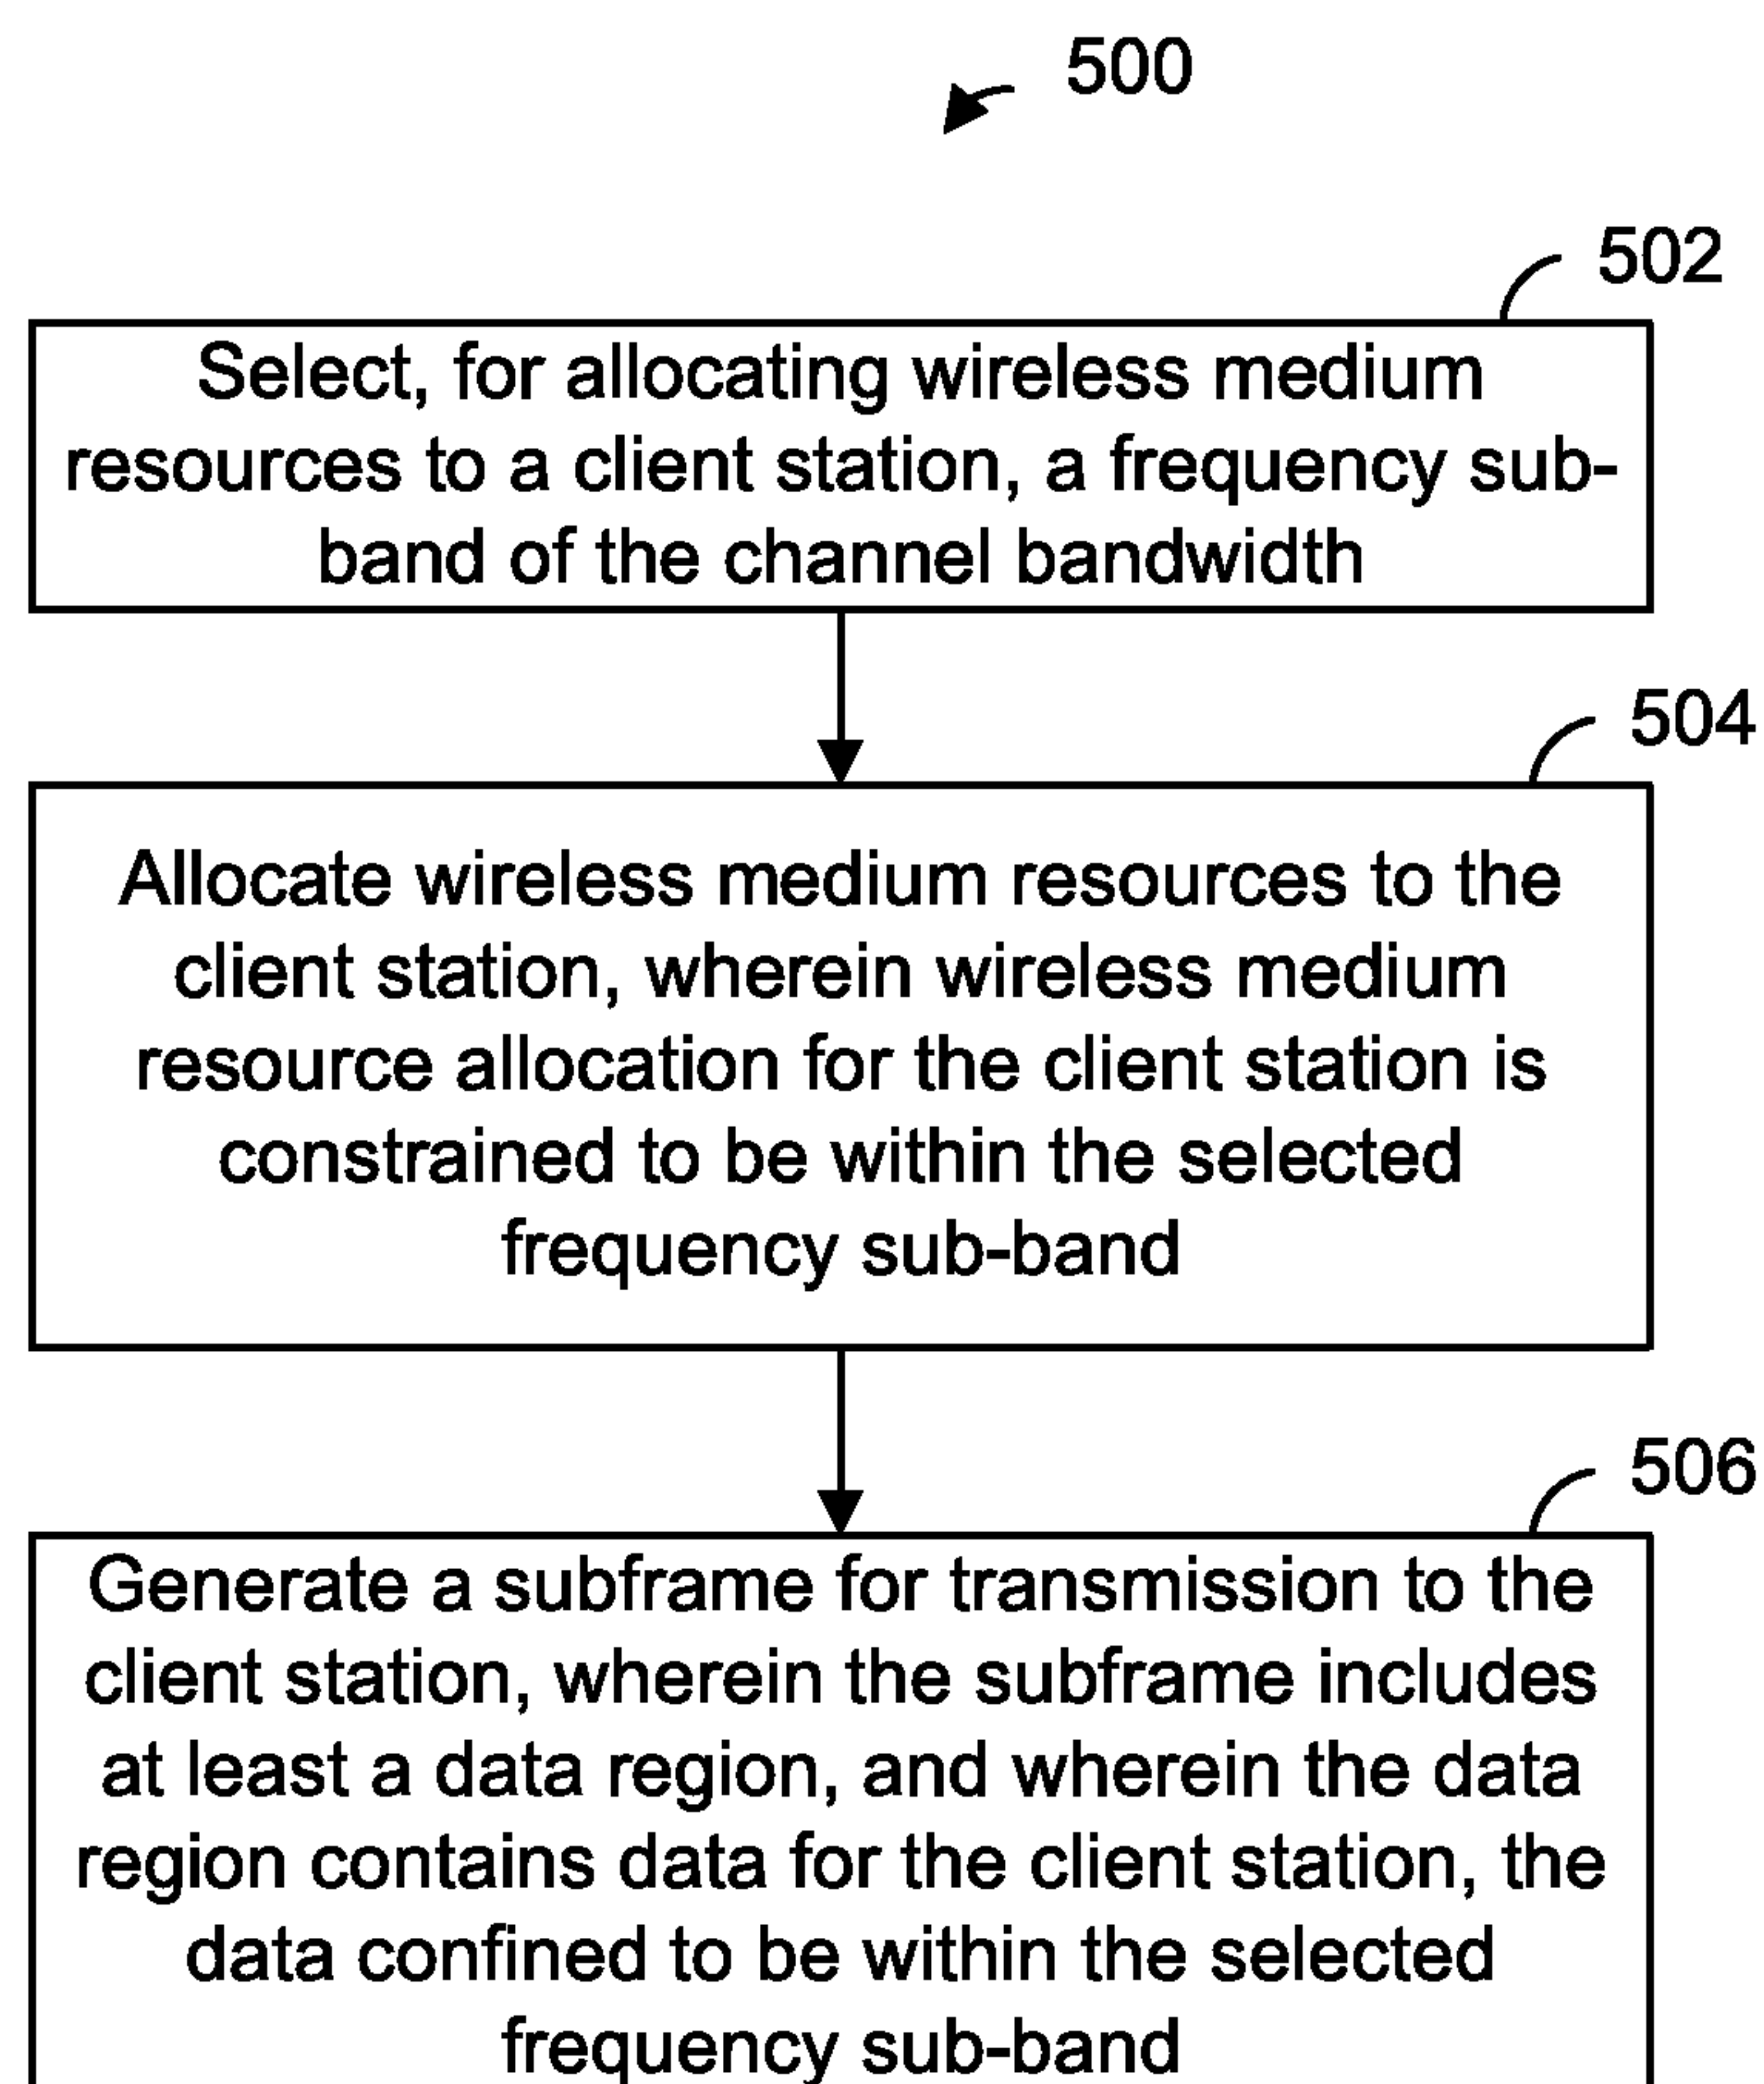 500
502
Select, for allocating wireless medium
resources to a client station, a frequency sub-
band of the channel bandwidth
504
Allocate wireless medium resources to the
client station, wherein wireless medium
resource allocation for the client station is
constrained to be within the selected
frequency sub-band
506
Generate a subframe for transmission to the
client station, wherein the subframe includes
at least a data region, and wherein the data
region contains data for the client station, the
data confined to be within the selected
frequency sub-band